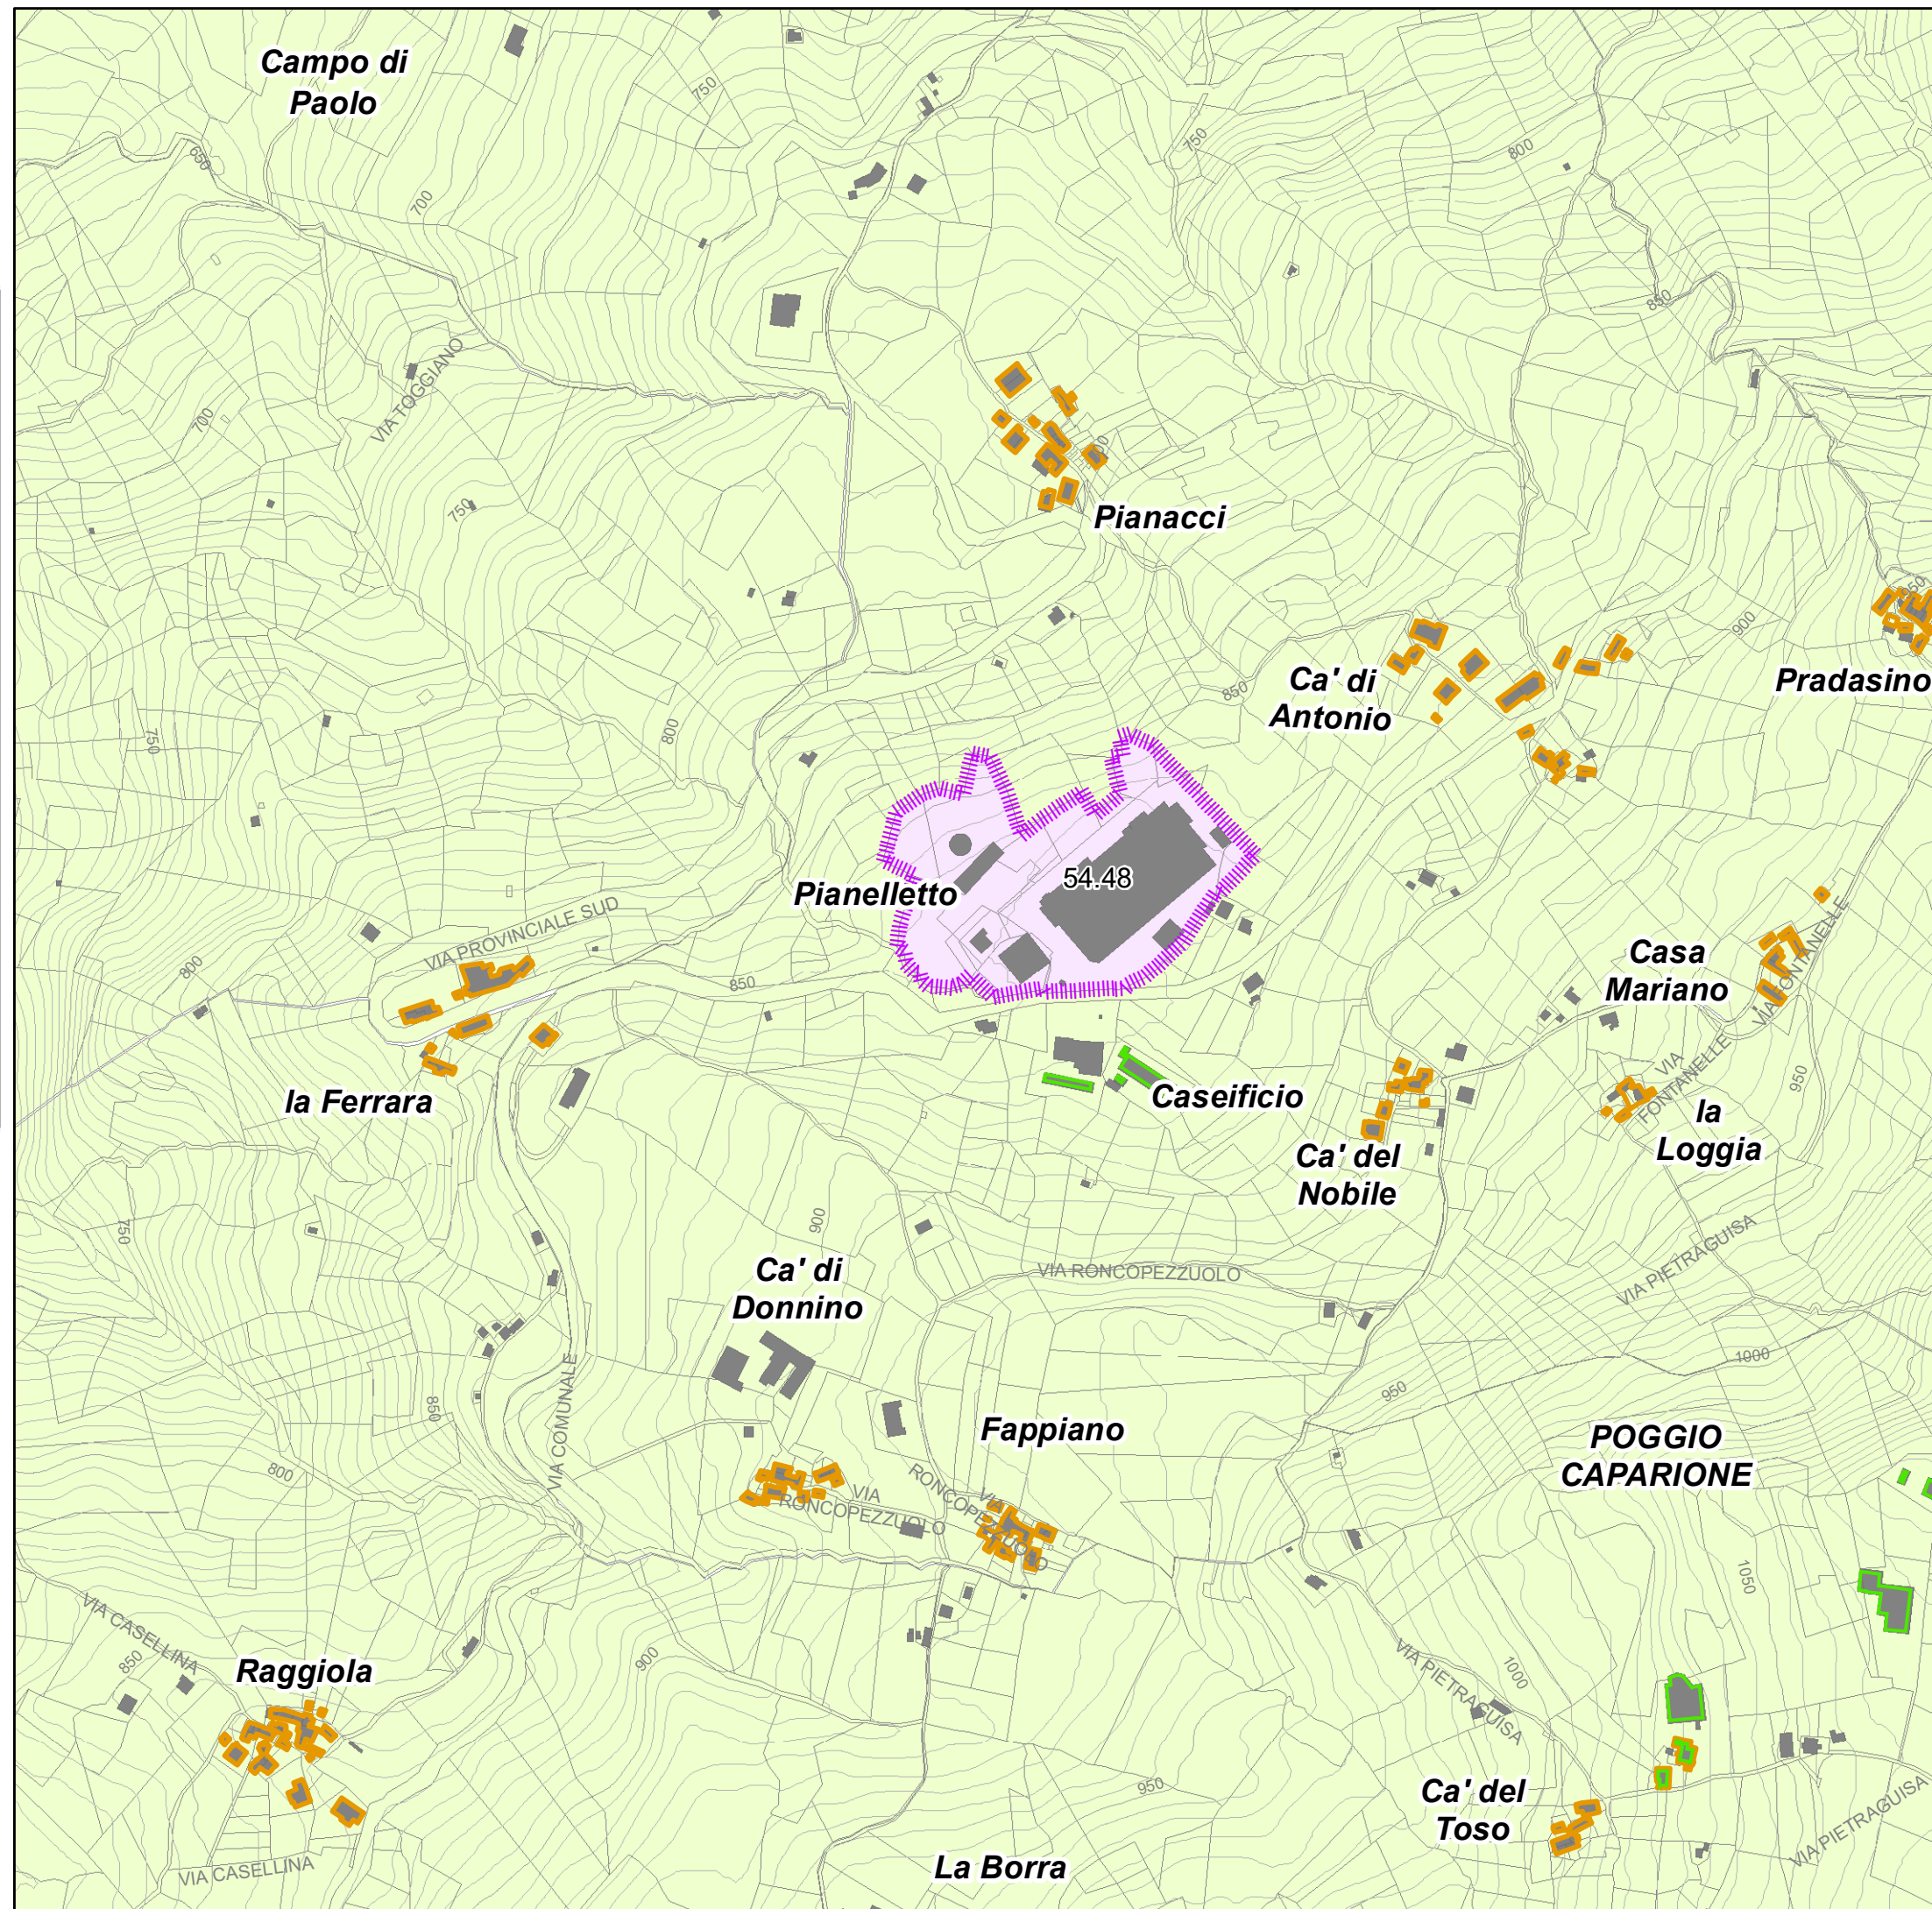 Campo di
Paolo
750
750
800
650
700
850
VIA TOGGIANO
700
750
Pianacci
950
900
Ca' di
Antonio
850
Pradasino
800
750
54.48
Pianelletto
VIA PROVINCIALE SUD
800
850
Casa
Mariano
VIA FONTANELLE
VIA
FONTANELLE
950
la Ferrara
Caseificio
la
Loggia
Ca' del
Nobile
750
900
VIA PIETRAGUISA
Ca' di
Donnino
VIA RONCOPEZZUOLO
1000
VIA COMUNALE
850
950
Fappiano
POGGIO
CAPARIONE
800
VIA
RONCOPEZZUOLO
VIA
RONCOPEZZUOLO
1050
VIA CASELLINA
850
Raggiola
900
VIA PIETRAGUISA
1000
950
Ca' del
Toso
VIA PIETRAGUISA
La Borra
VIA CASELLINA